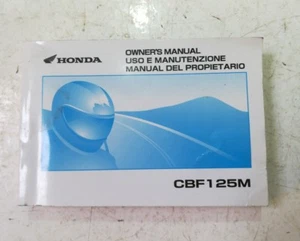 HONDA
OWNER'S MANUAL
USO E MANUTENZIONE
MANUAL DEL PROPIETARIO
CBF125M